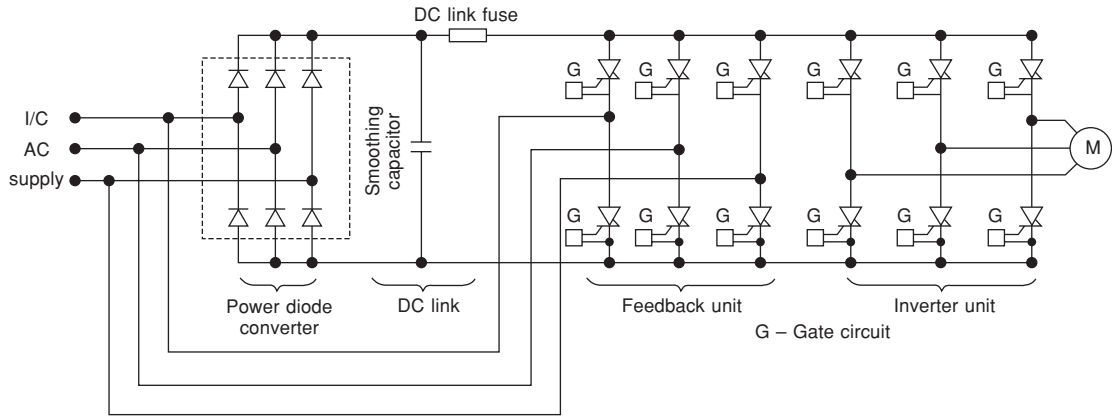 DC link fuse
G G G G G G
I/C
AC
supply
Smoothing
capacitor
M
G G G G G G
Power diode
converter
DC link
Feedback unit
Inverter unit
G – Gate circuit